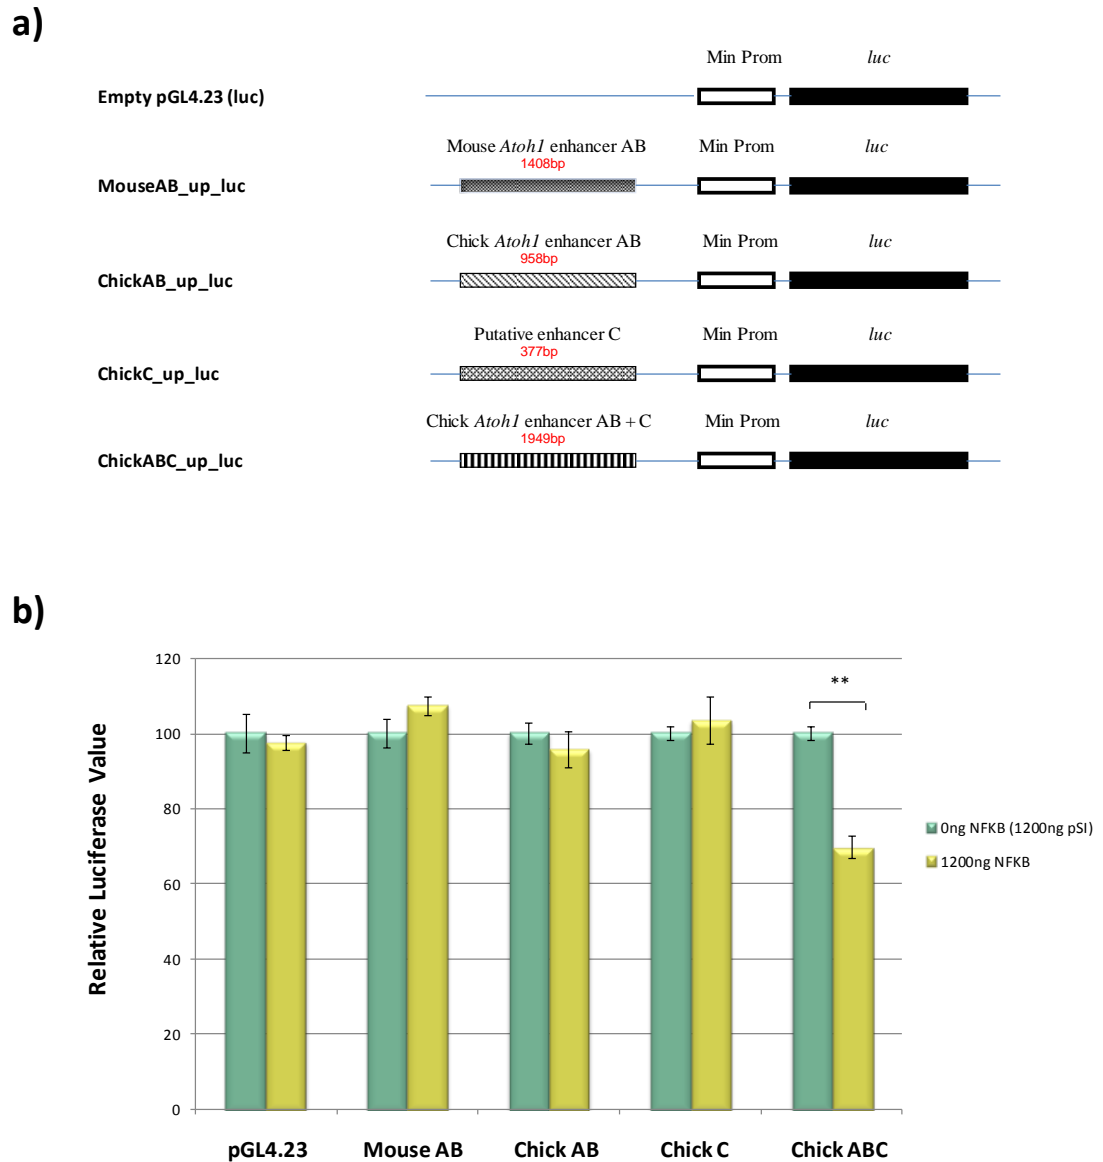 a)
Min Prom luc
Empty pGL4.23 (luc)
Mouse Atoh1 enhancer AB Min Prom luc
1408bp
MouseAB_up_luc
Chick Atoh1 enhancer AB Min Prom luc
958bp
ChickAB_up_luc
Putative enhancer C Min Prom luc
377bp
ChickC_up_luc
Chick Atoh1 enhancer AB + C Min Prom luc
1949bp
ChickABC_up_luc
b)
Relative Luciferase Value
120
100
80
60
40
20
0
**
0ng NFKB (1200ng pSI)
1200ng NFKB
pGL4.23 Mouse AB Chick AB Chick C Chick ABC